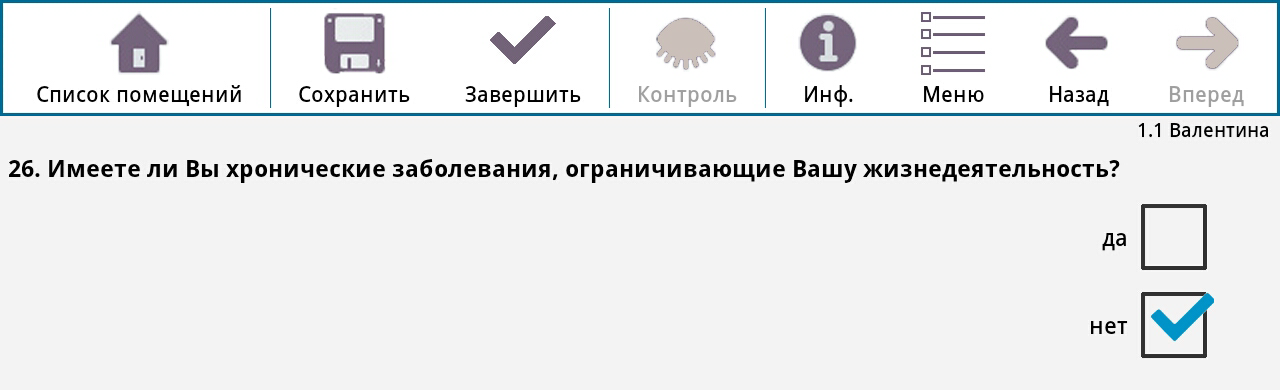 Список помещений
Сохранить
Завершить
Контроль
Инф.
Меню
Назад
Вперед
1.1 Валентина
26. Имеете ли Вы хронические заболевания, ограничивающие Вашу жизнедеятельность?
да
нет